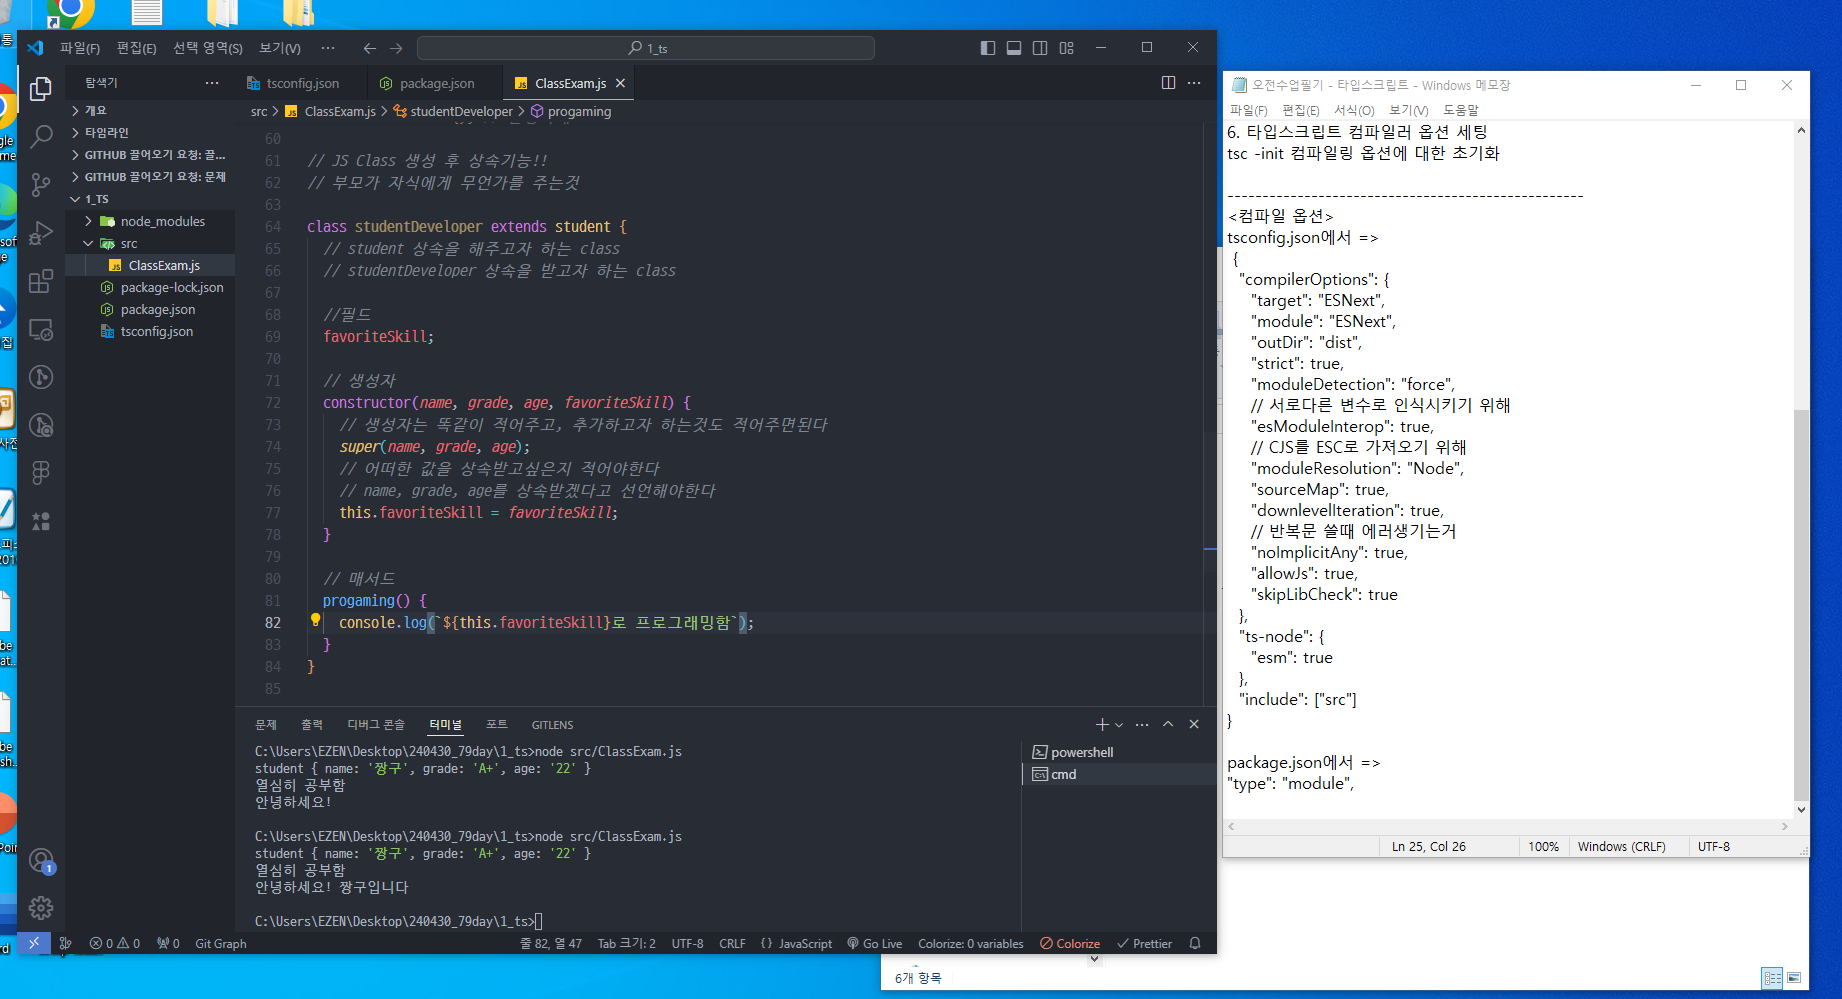 파일(F) 편집(E) 선택 영역(S) 보기(V) ··· 1_ts
탐색기 ···
개요
타임라인
GITHUB 끌어오기 요청: 끌...
GITHUB 끌어오기 요청: 문제
1_TS
node_modules
src
ClassExam.js
package-lock.json
package.json
tsconfig.json
tsconfig.json package.json ClassExam.js
src > ClassExam.js > studentDeveloper > progaming
60
61 // JS Class 생성 후 상속기능!!
62 // 부모가 자식에게 무언가를 주는것
63
64 class studentDeveloper extends student {
65 // student 상속을 해주고자 하는 class
66 // studentDeveloper 상속을 받고자 하는 class
67
68 //필드
69 favoriteSkill;
70
71 // 생성자
72 constructor(name, grade, age, favoriteSkill) {
73 // 생성자는 똑같이 적어주고, 추가하고자 하는것도 적어주면된다
74 super(name, grade, age);
75 // 어떠한 값을 상속받고싶은지 적어야한다
76 // name, grade, age를 상속받겠다고 선언해야한다
77 this.favoriteSkill = favoriteSkill;
78 }
79
80 // 매서드
81 progaming() {
82 console.log(`${this.favoriteSkill}로 프로그래밍함`);
83 }
84 }
85
문제 출력 디버그 콘솔 터미널 포트 GITLENS
C:\Users\EZEN\Desktop\240430_79day\1_ts>node src/ClassExam.js
student { name: '짱구', grade: 'A+', age: '22' }
열심히 공부함
안녕하세요!
C:\Users\EZEN\Desktop\240430_79day\1_ts>node src/ClassExam.js
student { name: '짱구', grade: 'A+', age: '22' }
열심히 공부함
안녕하세요! 짱구입니다
C:\Users\EZEN\Desktop\240430_79day\1_ts>
powershell
cmd
0 0 0 Git Graph 줄 82, 열 47 Tab 크기: 2 UTF-8 CRLF {} JavaScript Go Live Colorize: 0 variables Colorize Prettier
오전수업필기 - 타입스크립트 - Windows 메모장
파일(F) 편집(E) 서식(O) 보기(V) 도움말
6. 타입스크립트 컴파일러 옵션 세팅
tsc -init 컴파일링 옵션에 대한 초기화
---------------------------------------------------
<컴파일 옵션>
tsconfig.json에서 =>
{
"compilerOptions": {
"target": "ESNext",
"module": "ESNext",
"outDir": "dist",
"strict": true,
"moduleDetection": "force",
// 서로다른 변수로 인식시키기 위해
"esModuleInterop": true,
// CJS를 ESC로 가져오기 위해
"moduleResolution": "Node",
"sourceMap": true,
"downlevelIteration": true,
// 반복문 쓸때 에러생기는거
"noImplicitAny": true,
"allowJs": true,
"skipLibCheck": true
},
"ts-node": {
"esm": true
},
"include": ["src"]
}
package.json에서 =>
"type": "module",
Ln 25, Col 26 100% Windows (CRLF) UTF-8
6개 항목